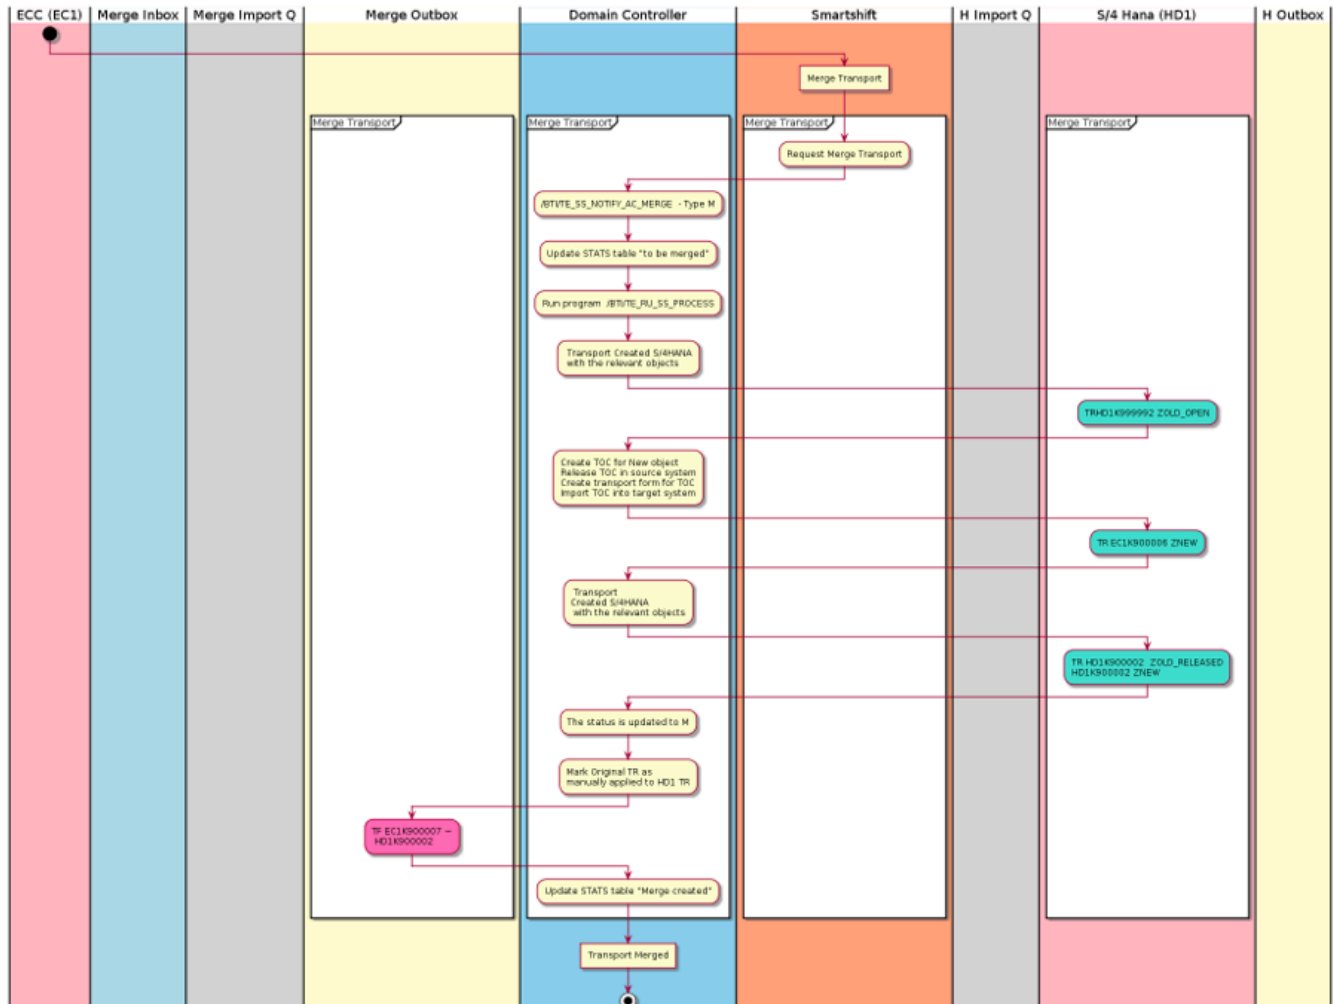 ECC (EC1) Merge Inbox Merge Import Q Merge Outbox Domain Controller Smartshift H Import Q S/4 Hana (HD1) H Outbox
Merge Transport
Merge Transport Merge Transport Merge Transport Merge Transport
Request Merge Transport
/BTI/TE_SS_NOTIFY_AC_MERGE - Type M
Update STATS table "to be merged"
Run program /BTI/TE_RU_SS_PROCESS
Transport Created S/4HANA
with the relevant objects
TRHD1K999992 ZOLD_OPEN
Create TOC for New object
Release TOC in source system
Create transport form for TOC
Import TOC into target system
TR EC1K900006 ZNEW
Transport
Created S/4HANA
with the relevant objects
TR HD1K900002 ZOLD_RELEASED
HD1K900002 ZNEW
The status is updated to M
Mark Original TR as
manually applied to HD1 TR
TF EC1K900007 –
HD1K900002
Update STATS table "Merge created"
Transport Merged